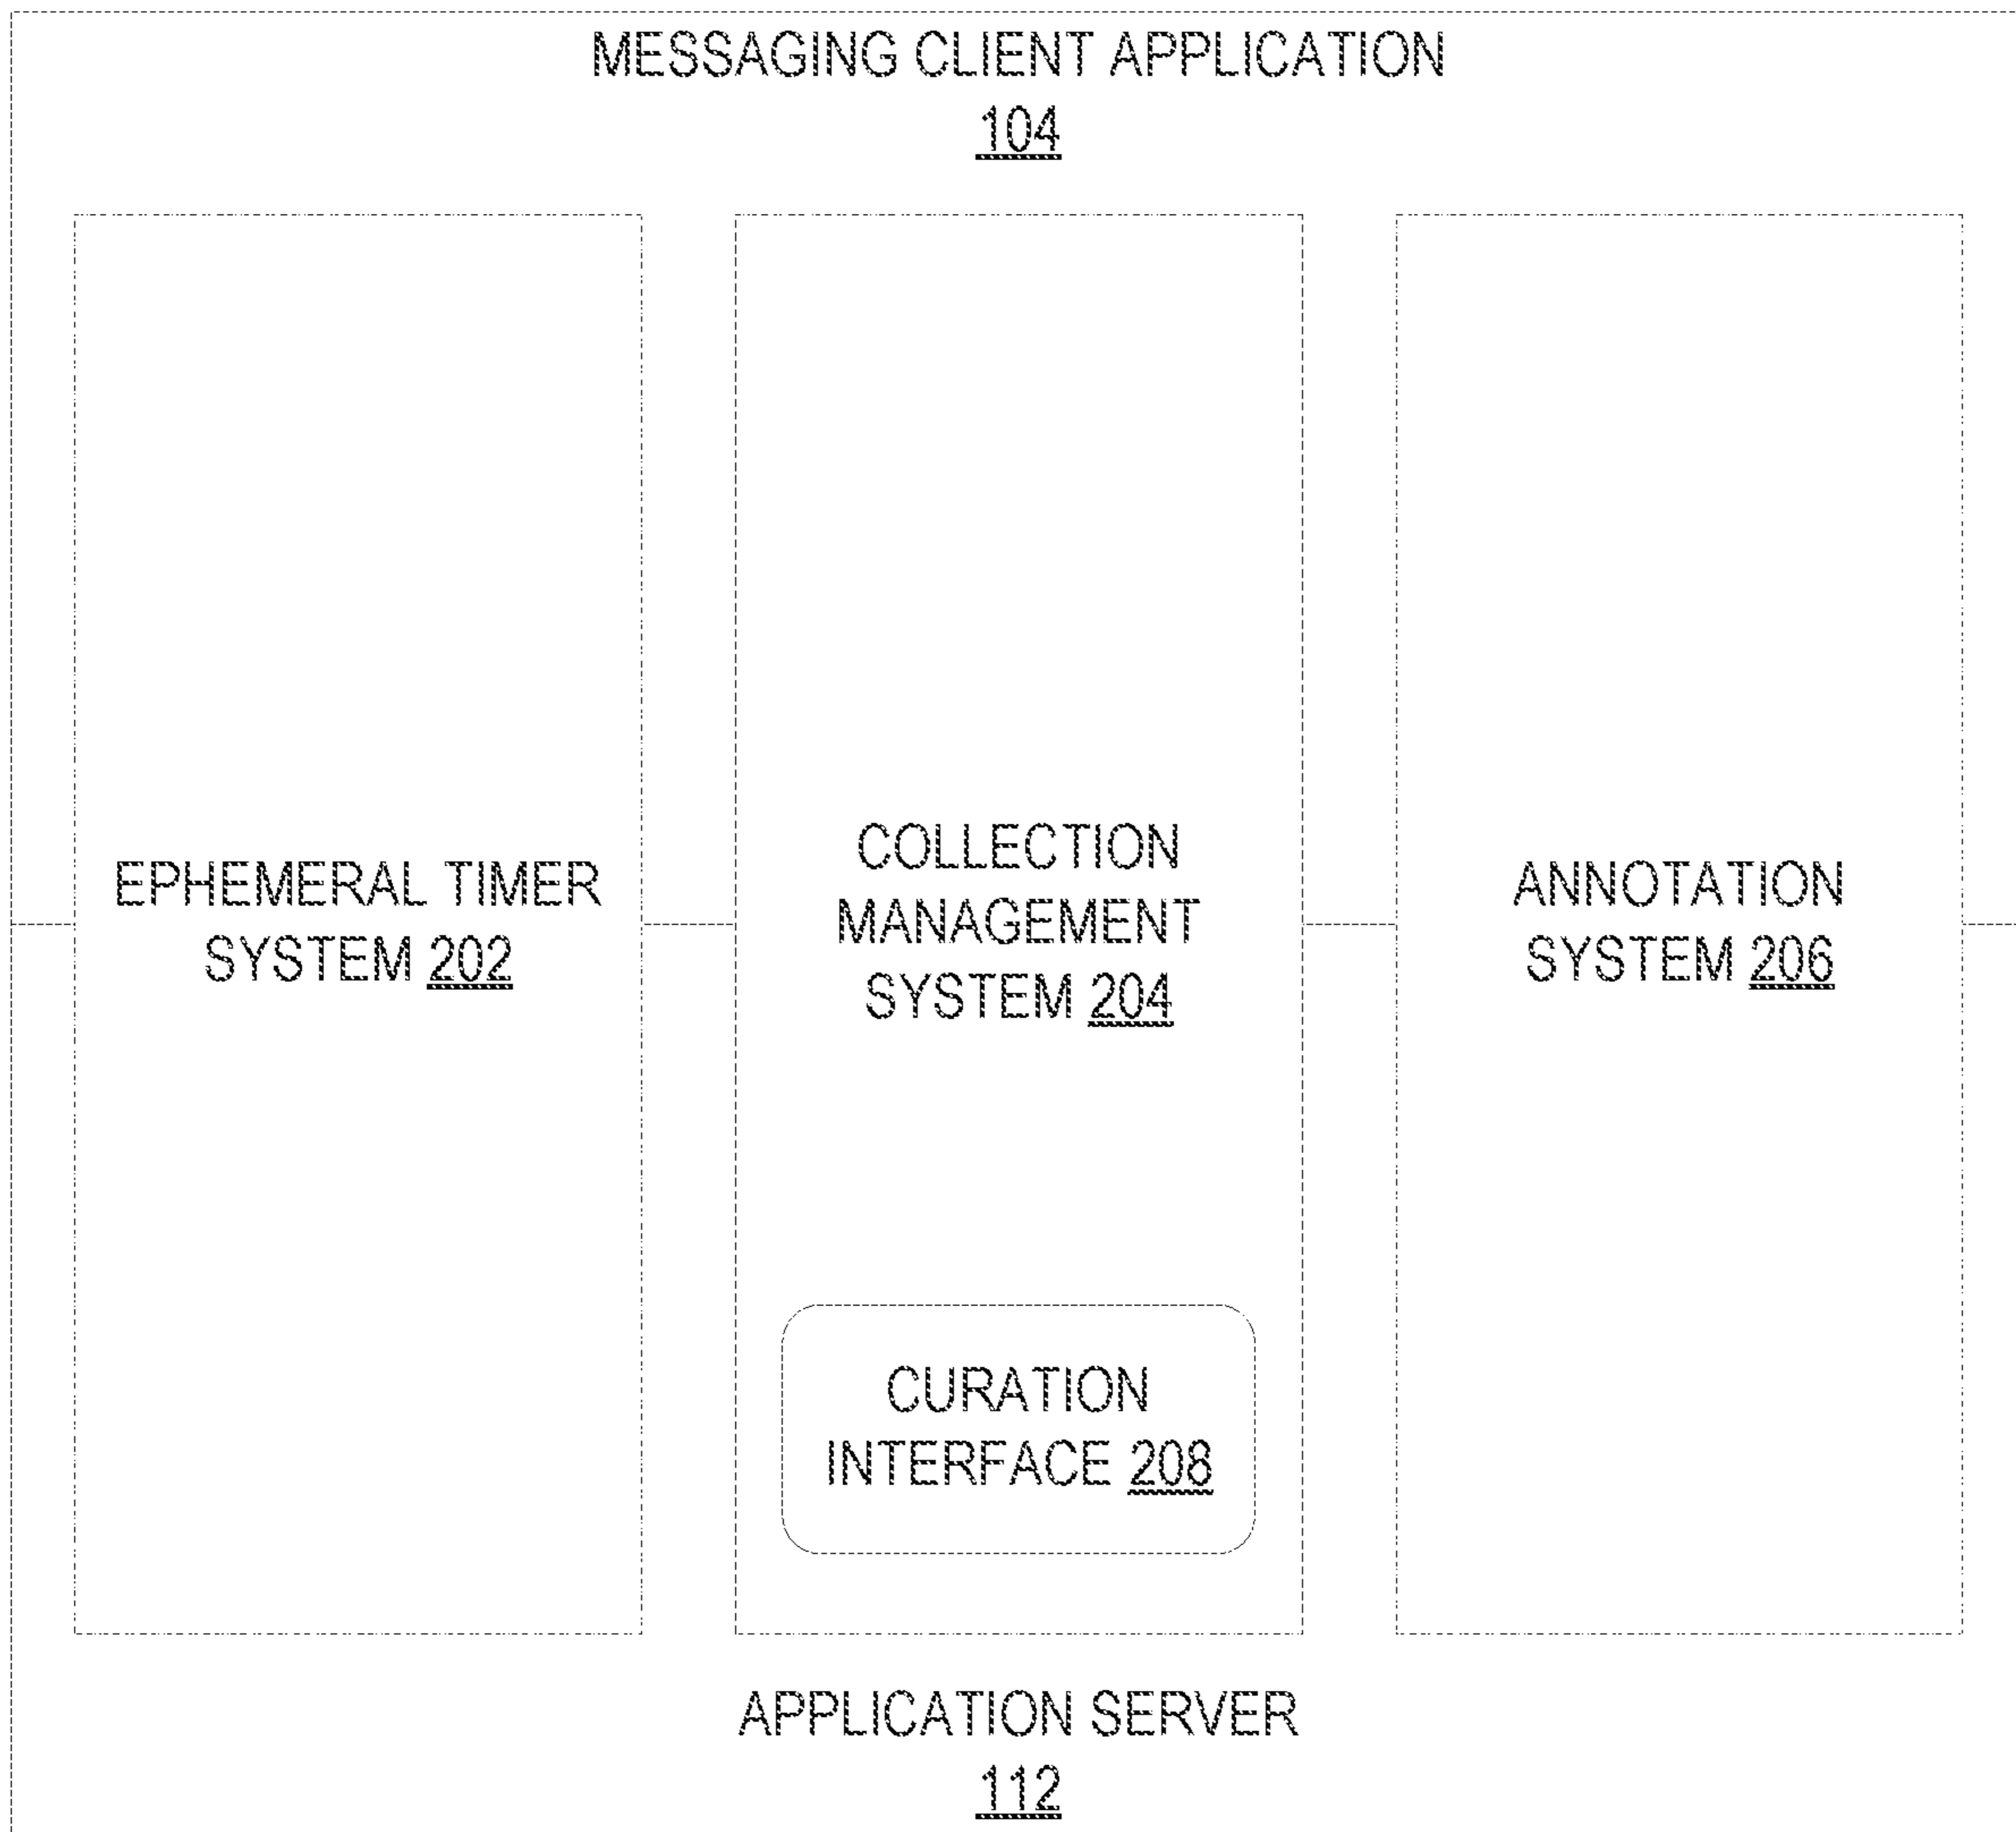 MESSAGING CLIENT APPLICATION
104
EPHEMERAL TIMER
SYSTEM 202
COLLECTION
MANAGEMENT
SYSTEM 204
ANNOTATION
SYSTEM 206
CURATION
INTERFACE 208
APPLICATION SERVER
112